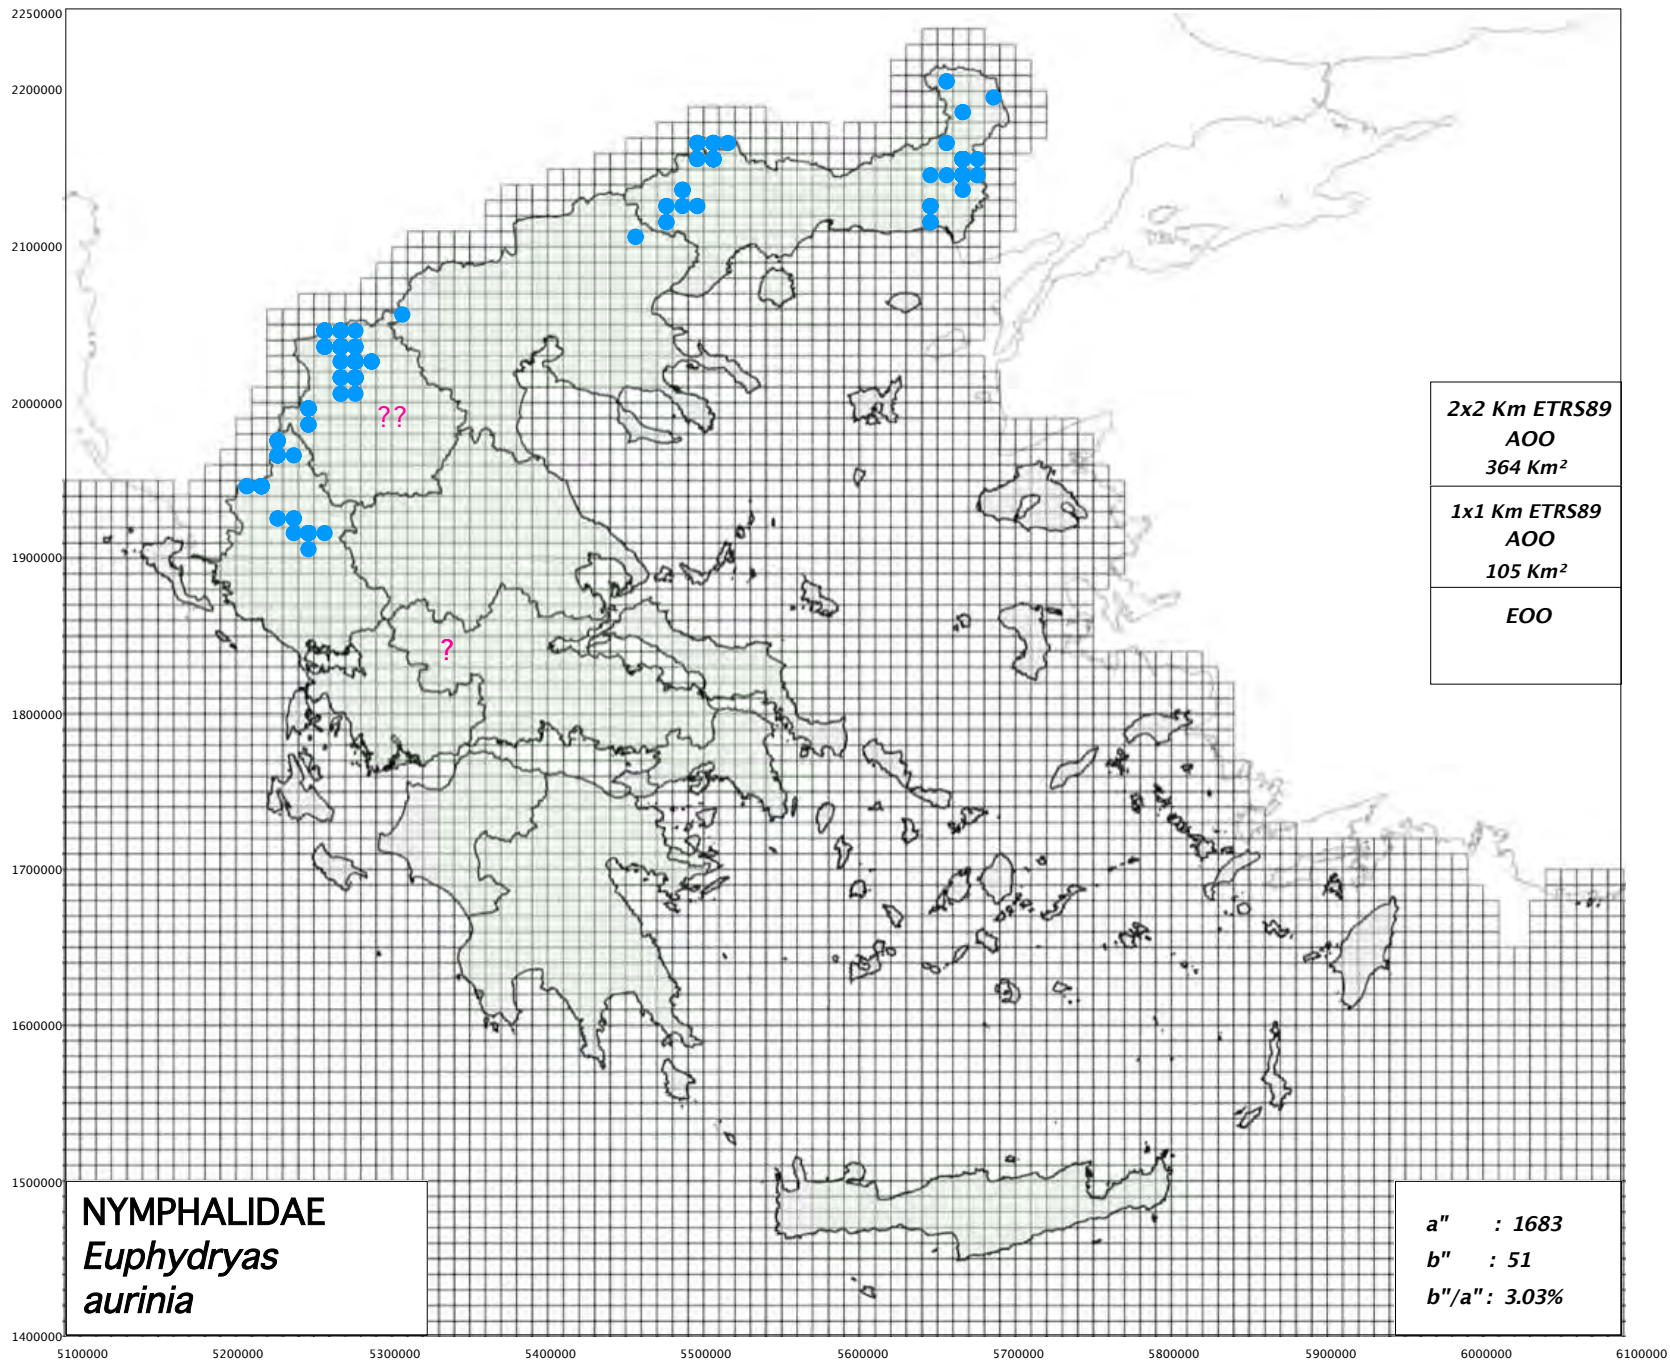 2250000
2200000
2100000
2000000
1900000
1800000
1700000
1600000
1500000
1400000
??
?
2x2 Km ETRS89
AOO
364 Km²
1x1 Km ETRS89
AOO
105 Km²
EOO
NYMPHALIDAE
Euphydryas
aurinia
a" : 1683
b" : 51
b"/a" : 3.03%
5100000 5200000 5300000 5400000 5500000 5600000 5700000 5800000 5900000 6000000 6100000